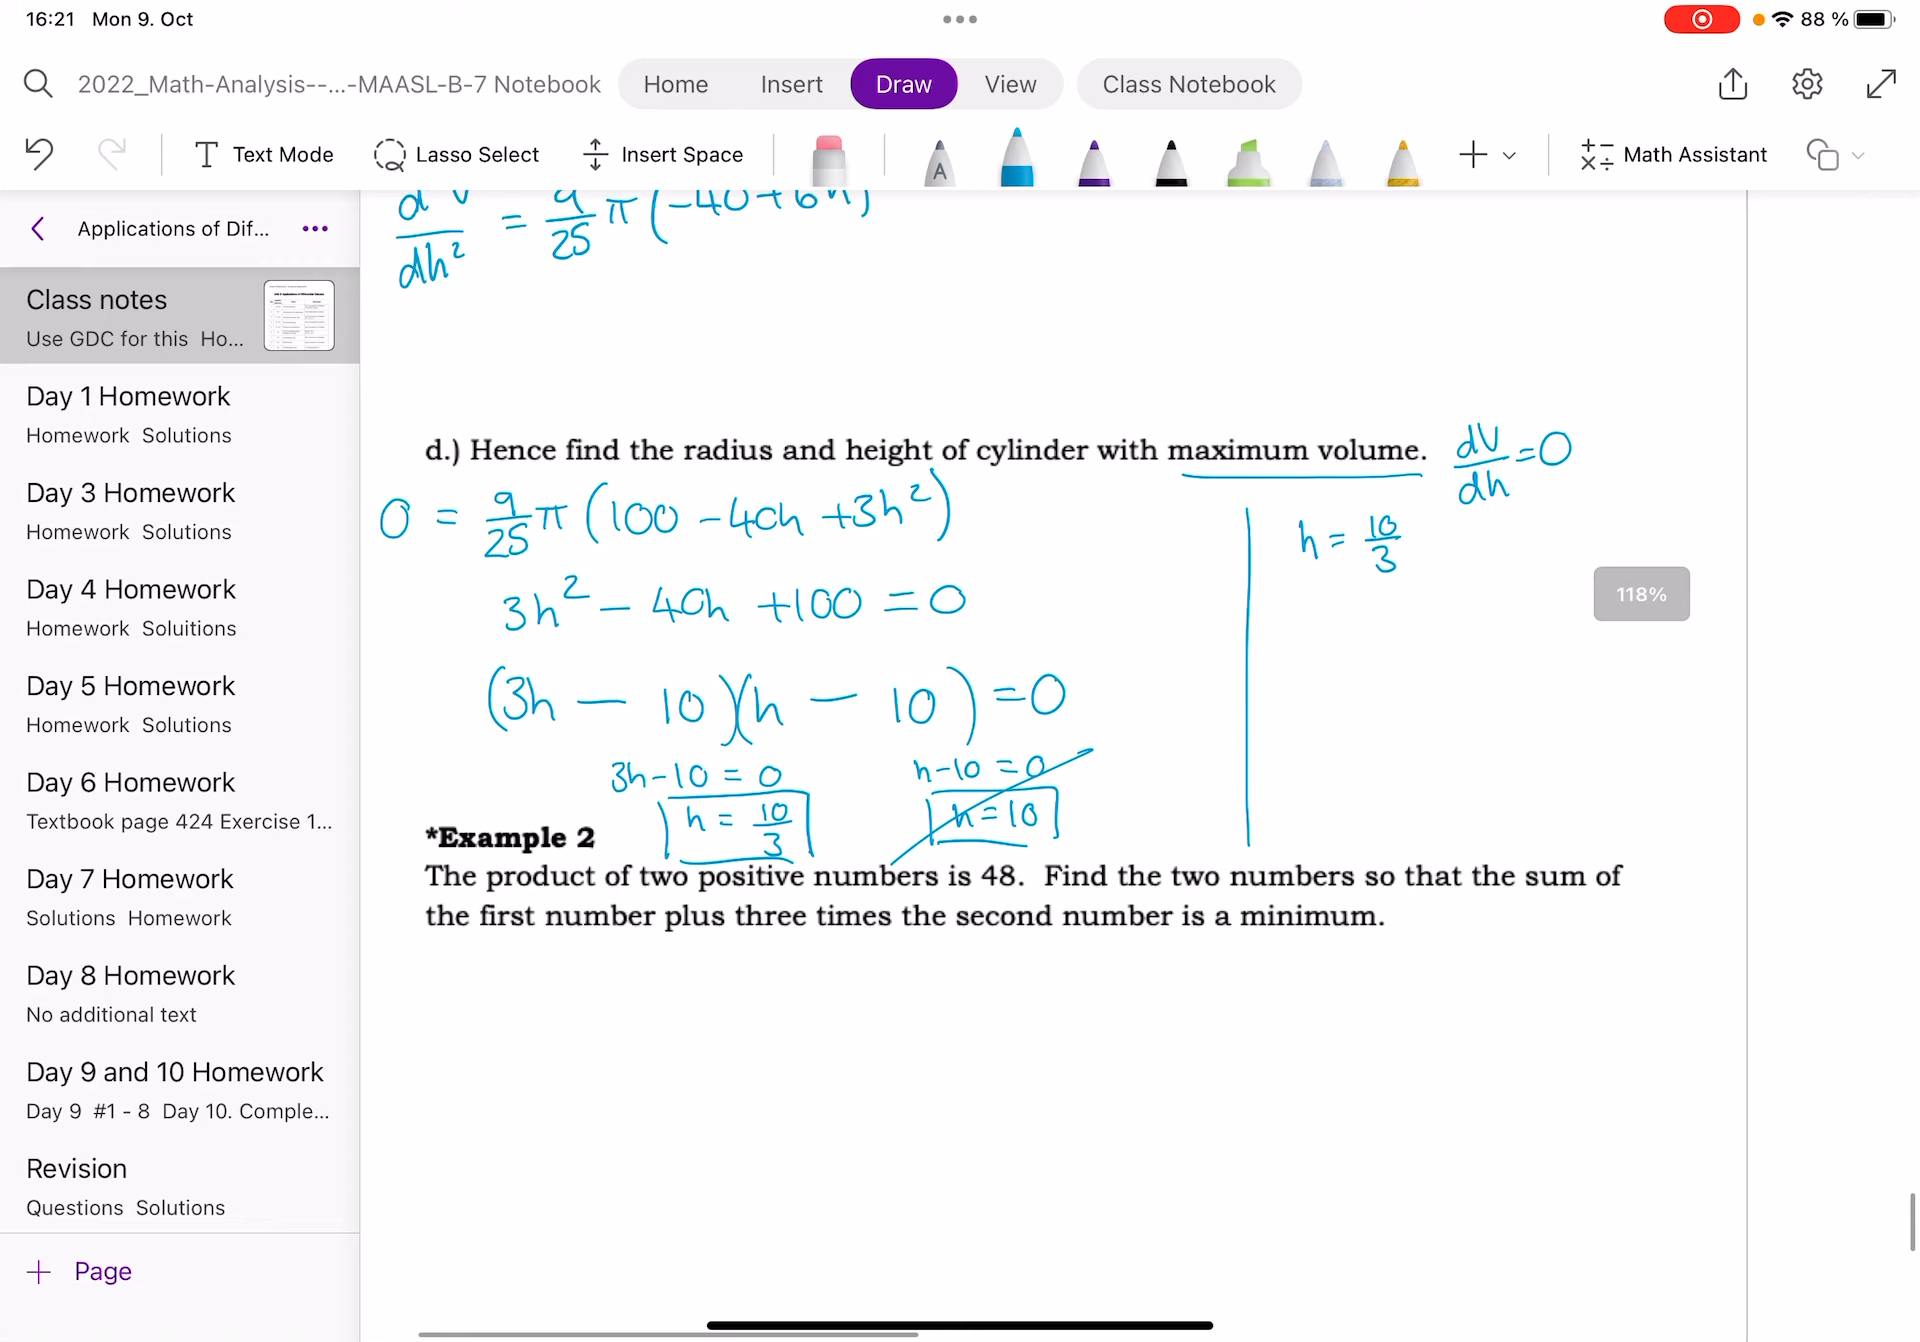 16:21 Mon 9. Oct
88 %
2022_Math-Analysis--...-MAASL-B-7 Notebook
Home Insert Draw View Class Notebook
Text Mode Lasso Select Insert Space A Math Assistant
Applications of Dif...
Class notes
Use GDC for this Ho...
Day 1 Homework
Homework Solutions
Day 3 Homework
Homework Solutions
Day 4 Homework
Homework Soluitions
Day 5 Homework
Homework Solutions
Day 6 Homework
Textbook page 424 Exercise 1...
Day 7 Homework
Solutions Homework
Day 8 Homework
No additional text
Day 9 and 10 Homework
Day 9 #1 - 8 Day 10. Comple...
Revision
Questions Solutions
+ Page
dV/dh² = 9/25 π (-40+6h)
d.) Hence find the radius and height of cylinder with maximum volume. dV/dh = 0
0 = 9/25 π (100 - 40h + 3h²)
h = 10/3
118%
3h² - 40h + 100 = 0
(3h - 10)(h - 10) = 0
3h - 10 = 0 h - 10 = 0
h = 10/3 h = 10
*Example 2
The product of two positive numbers is 48. Find the two numbers so that the sum of
the first number plus three times the second number is a minimum.